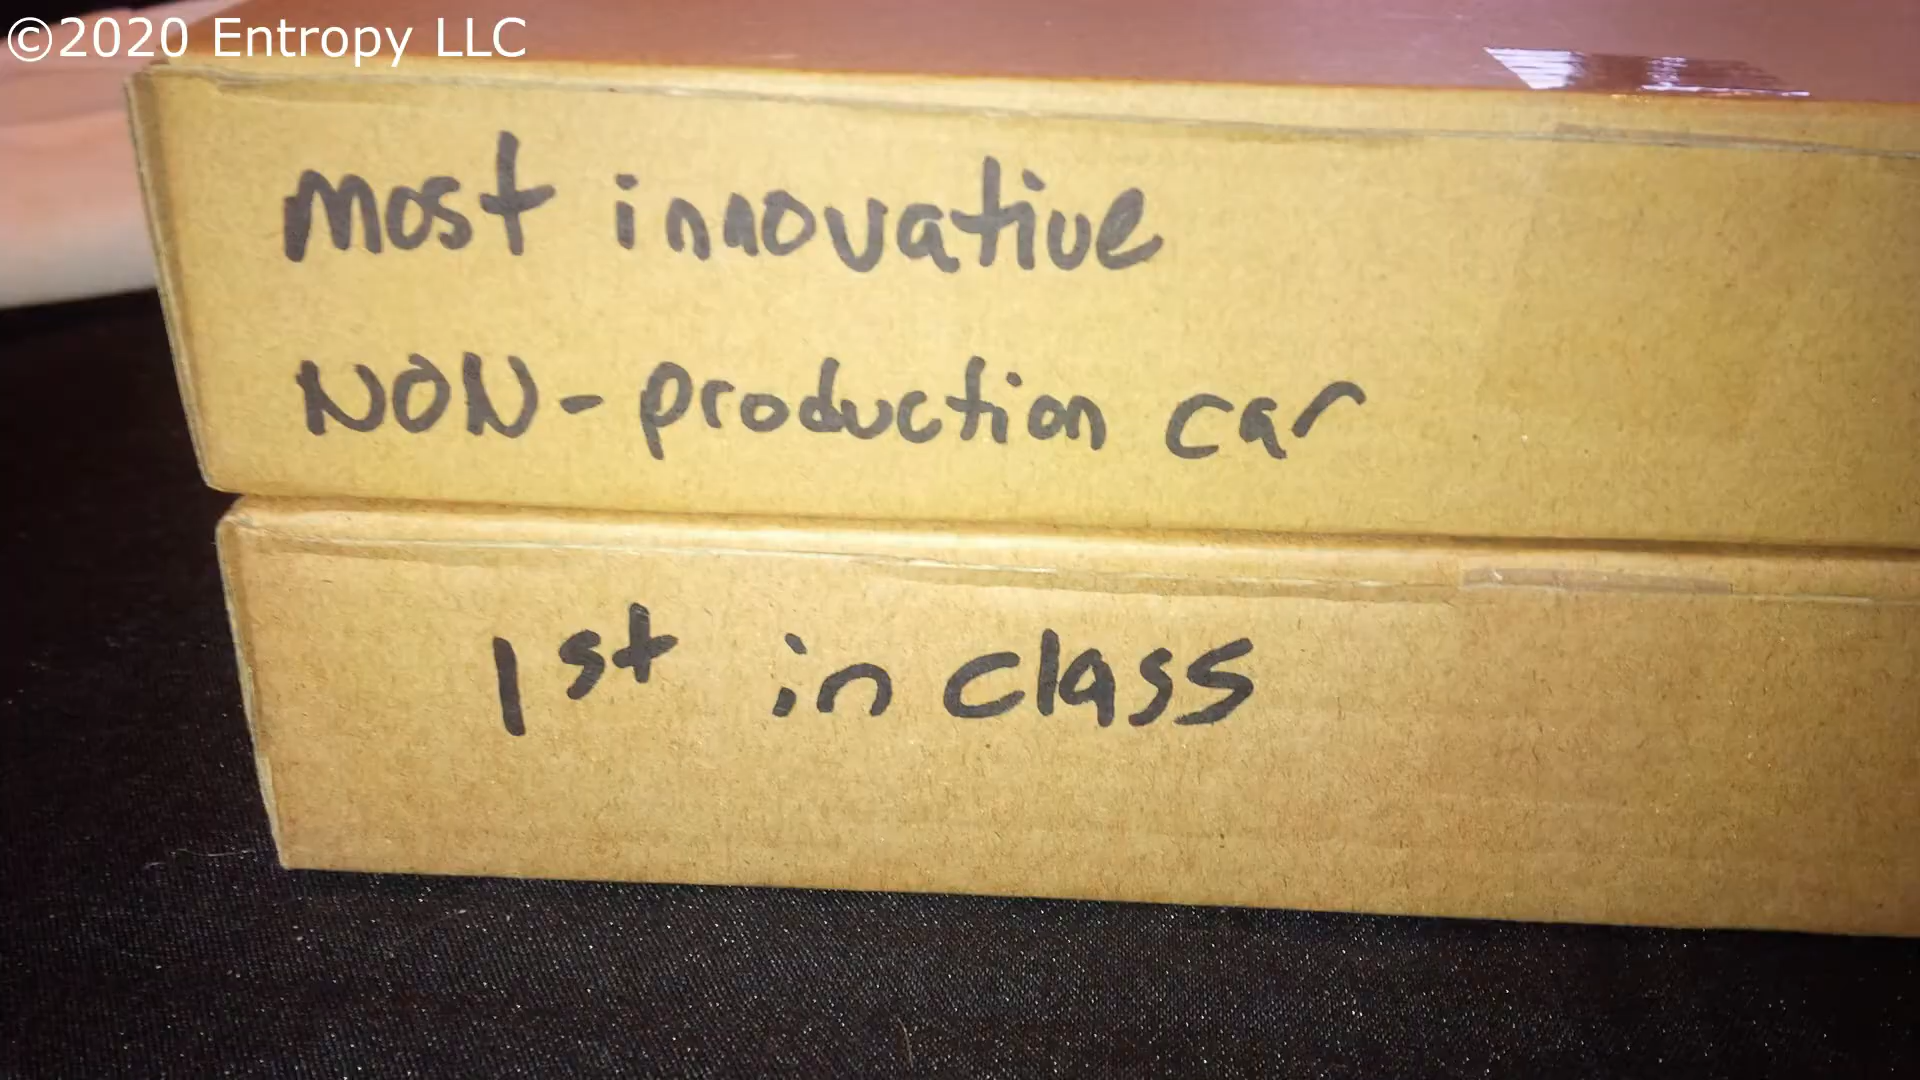 ©2020 Entropy LLC
most innovative
NON-production car
1st in class